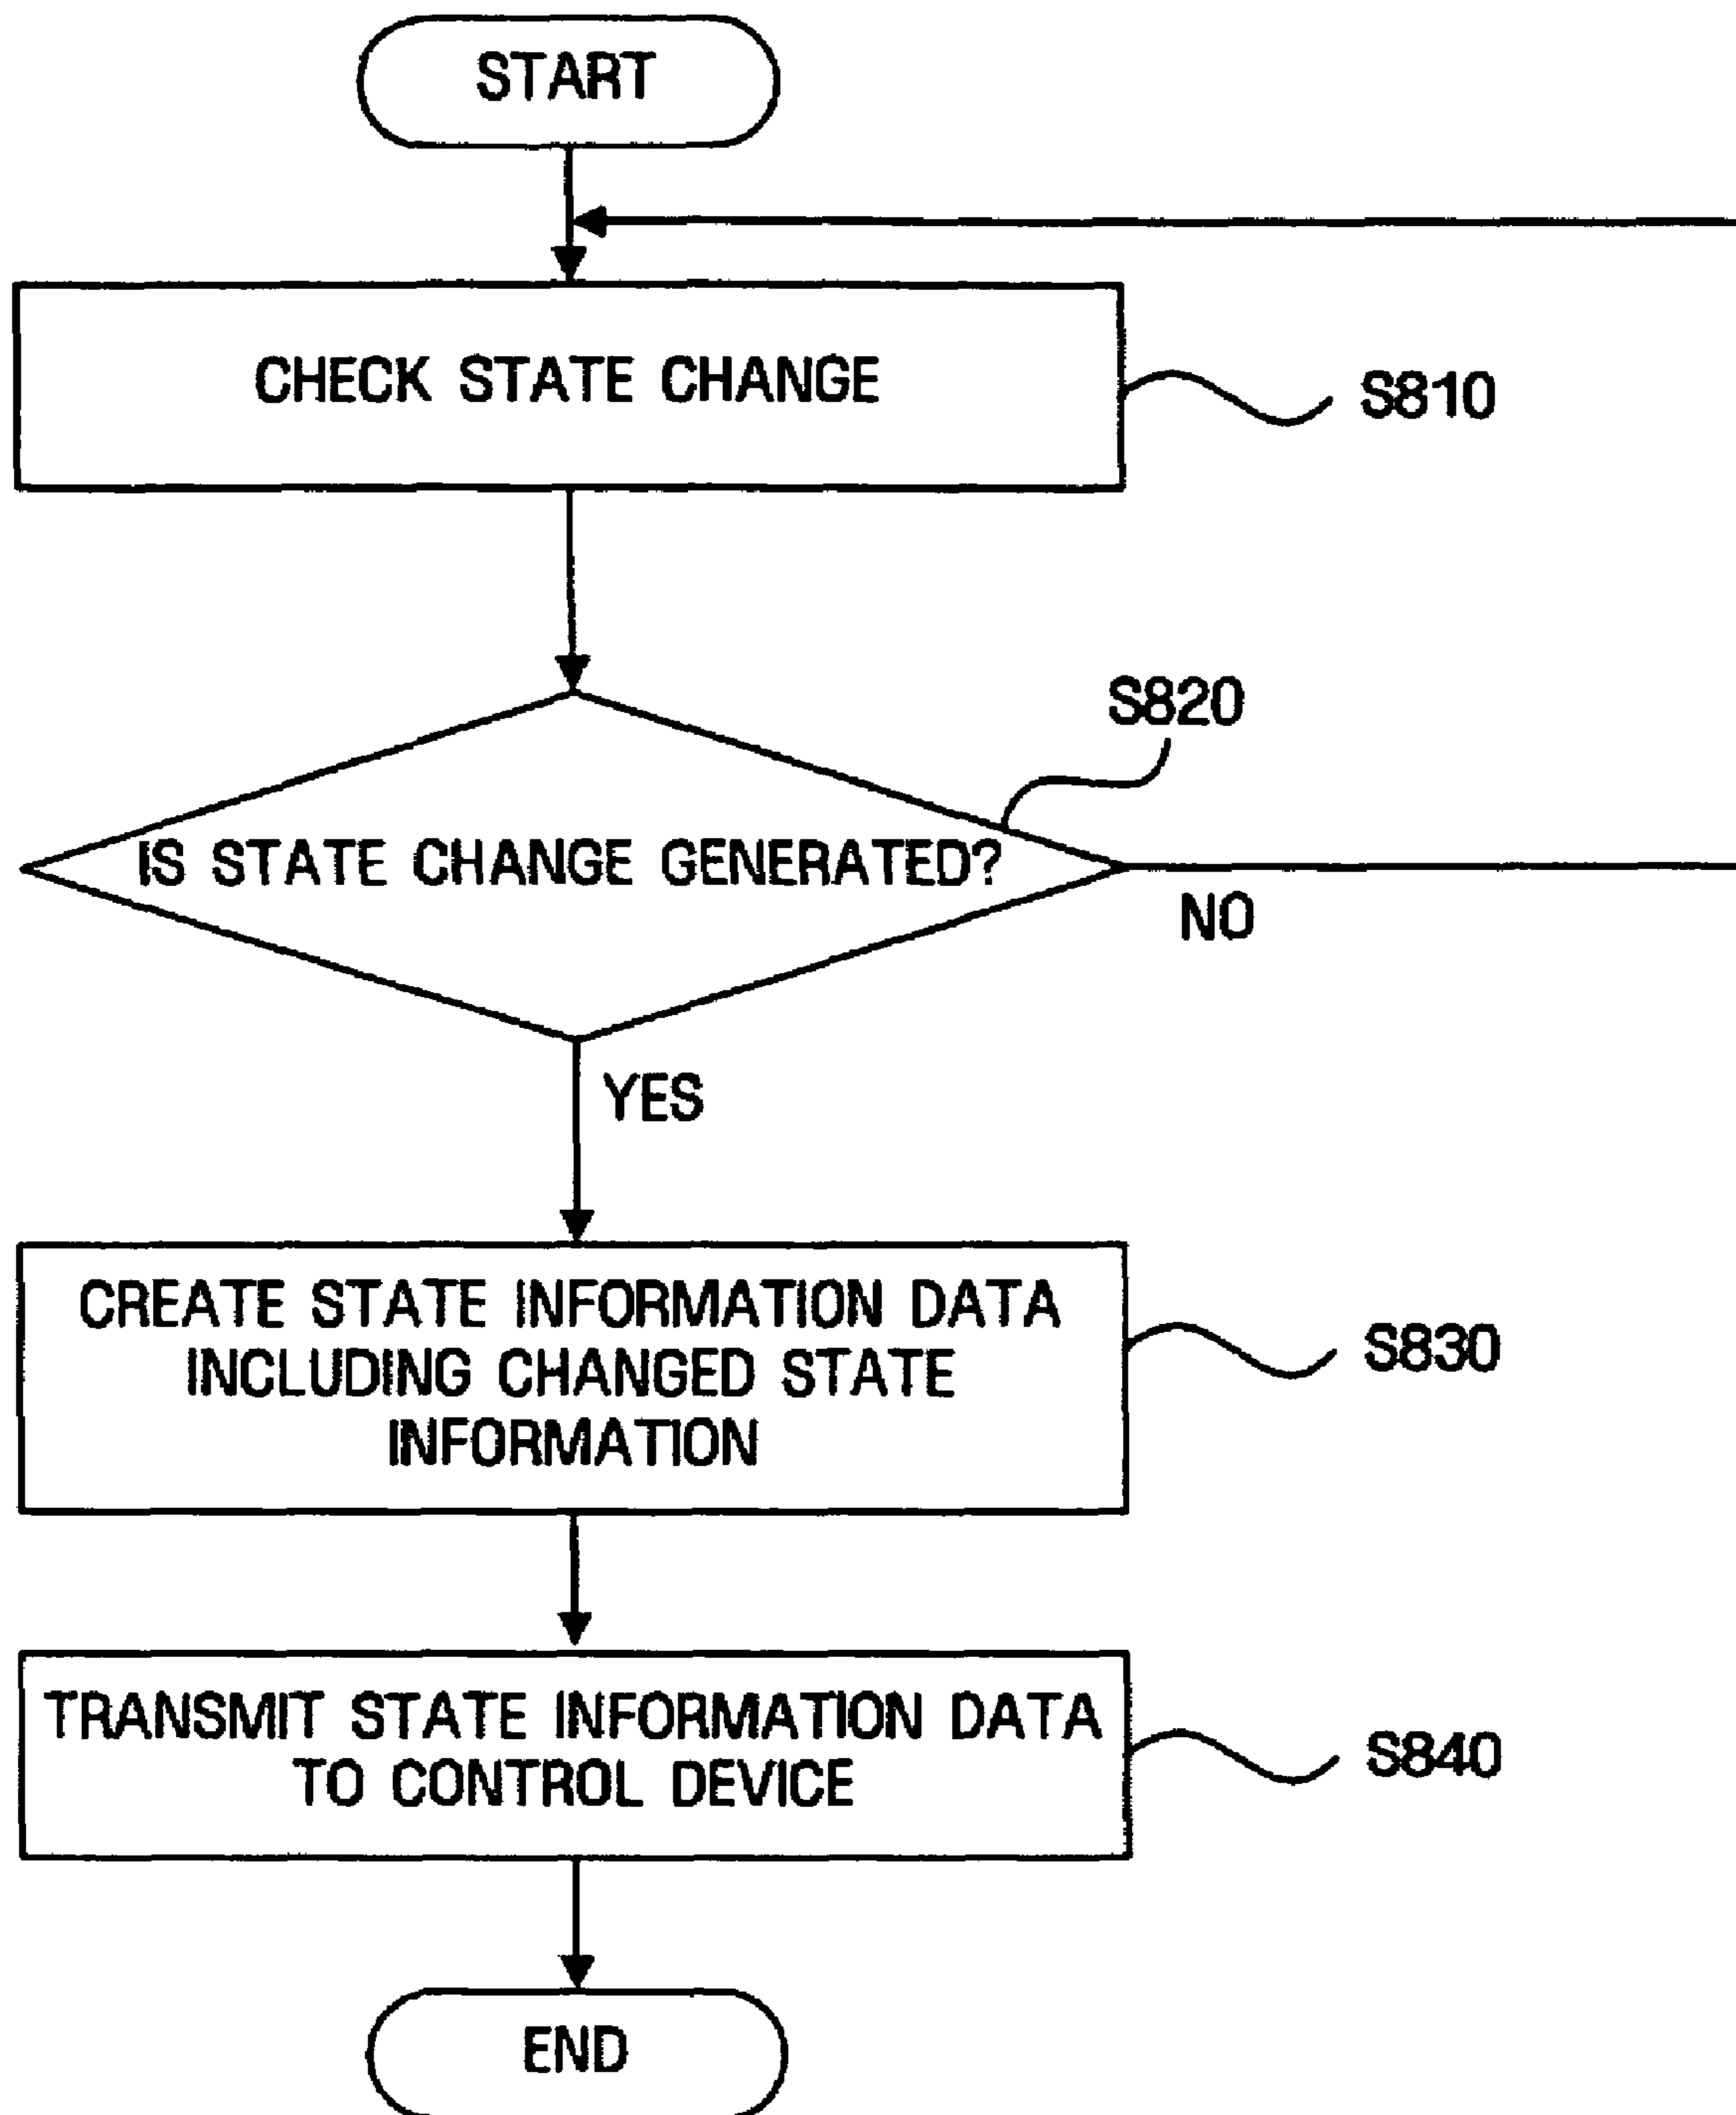 START
CHECK STATE CHANGE
S810
S820
IS STATE CHANGE GENERATED?
NO
YES
CREATE STATE INFORMATION DATA
INCLUDING CHANGED STATE
INFORMATION
S830
TRANSMIT STATE INFORMATION DATA
TO CONTROL DEVICE
S840
END